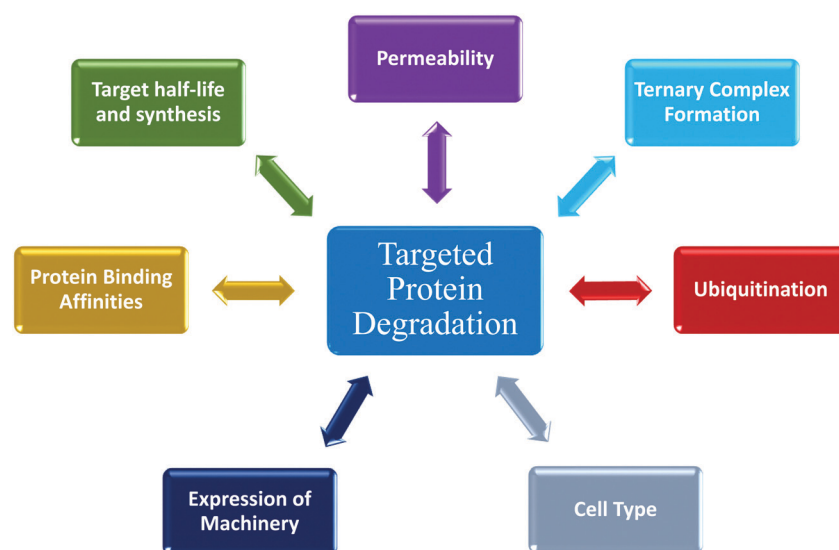 Permeability
Target half-life
and synthesis
Ternary Complex
Formation
Protein Binding
Affinities
Targeted
Protein
Degradation
Ubiquitination
Expression of
Machinery
Cell Type